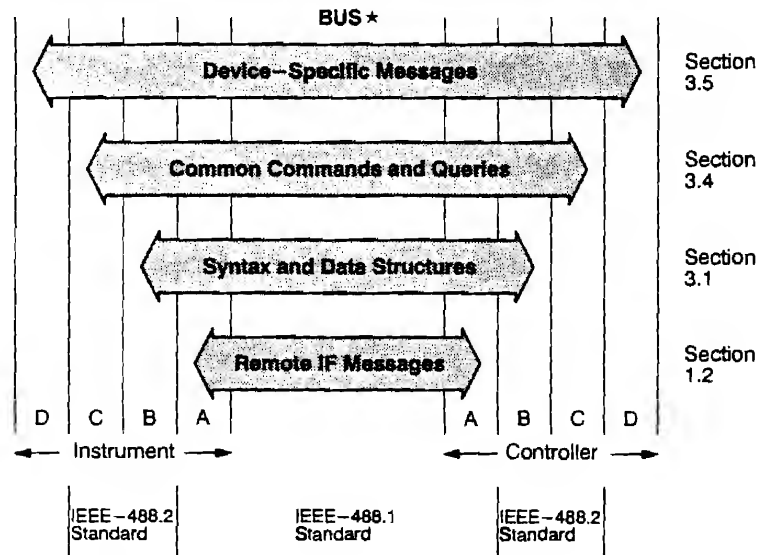 BUS ★
Device-Specific Messages
Section
3.5
Common Commands and Queries
Section
3.4
Syntax and Data Structures
Section
3.1
Remote IF Messages
Section
1.2
D C B A A B C D
Instrument Controller
IEEE-488.2 IEEE-488.1 IEEE-488.2
Standard Standard Standard